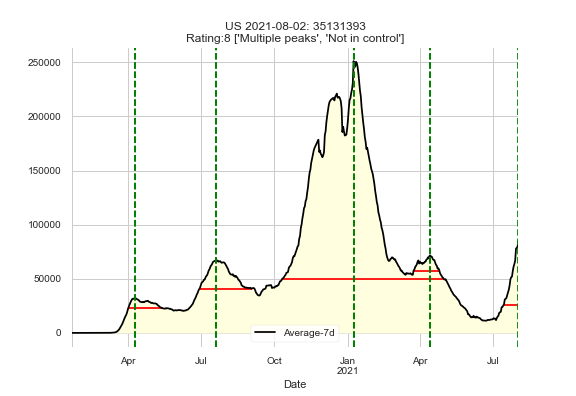 US 2021-08-02: 35131393
Rating:8 ['Multiple peaks', 'Not in control']
250000
200000
150000
100000
50000
0
Average-7d
Apr Jul Oct Jan Apr Jul
2021
Date